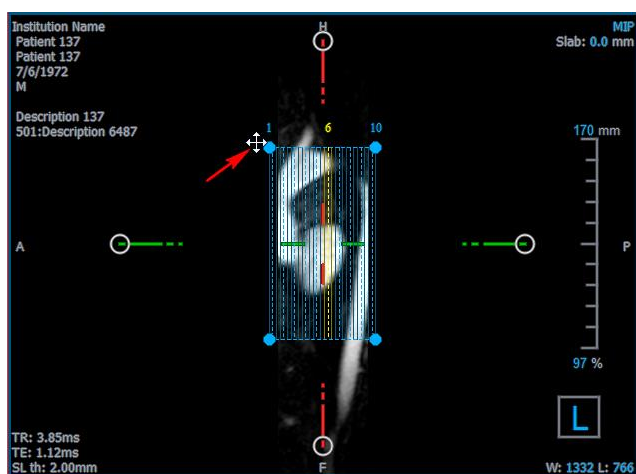 Institution Name
Patient 137
Patient 137
7/6/1972
M
Description 137
501:Description 6487
H
MIP
Slab: 0.0 mm
1
6
10
170 mm
A
P
97 %
L
TR: 3.85ms
TE: 1.12ms
SL th: 2.00mm
F
W: 1332 L: 766